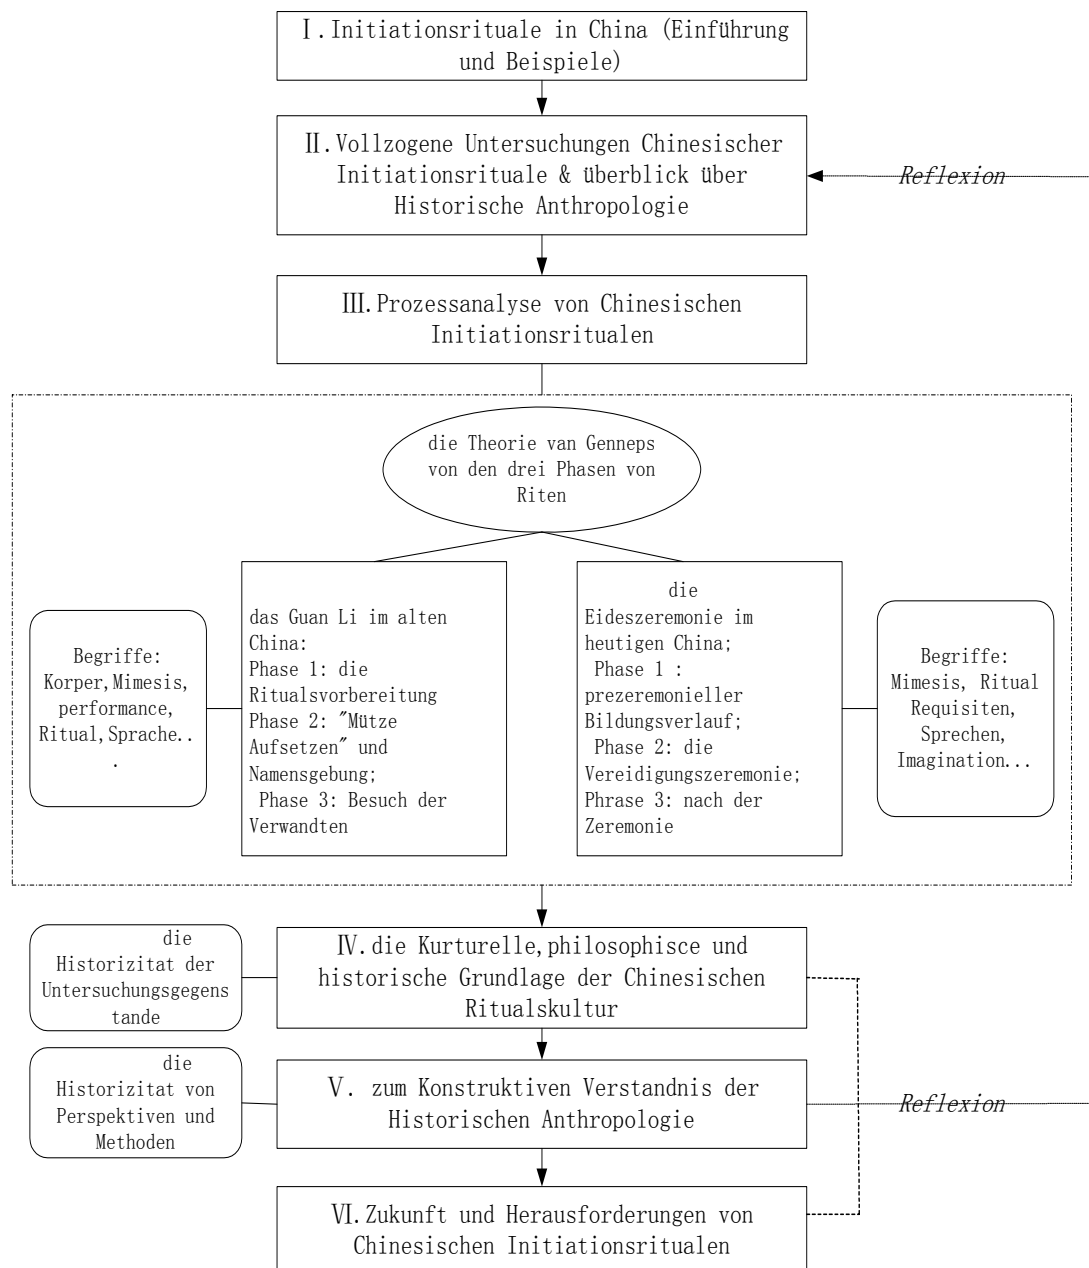 Ⅰ.Initiationsrituale in China (Einführung
und Beispiele)
Ⅱ.Vollzogene Untersuchungen Chinesischer
Initiationsrituale & überblick über
Historische Anthropologie
Reflexion
Ⅲ.Prozessanalyse von Chinesischen
Initiationsritualen
die Theorie van Genneps
von den drei Phasen von
Riten
Begriffe:
Korper,Mimesis,
performance,
Ritual,Sprache..
.
das Guan Li im alten
China:
Phase 1: die
Ritualsvorbereitung
Phase 2: "Mütze
Aufsetzen" und
Namensgebung;
Phase 3: Besuch der
Verwandten
die
Eideszeremonie im
heutigen China;
Phase 1 :
prezeremonieller
Bildungsverlauf;
Phase 2: die
Vereidigungszeremonie;
Phrase 3: nach der
Zeremonie
Begriffe:
Mimesis, Ritual
Requisiten,
Sprechen,
Imagination...
die
Historizitat der
Untersuchungsgegens
tande
Ⅳ.die Kurturelle,philosophisce und
historische Grundlage der Chinesischen
Ritualskultur
die
Historizitat von
Perspektiven und
Methoden
Ⅴ. zum Konstruktiven Verstandnis der
Historischen Anthropologie
Reflexion
Ⅵ.Zukunft und Herausforderungen von
Chinesischen Initiationsritualen